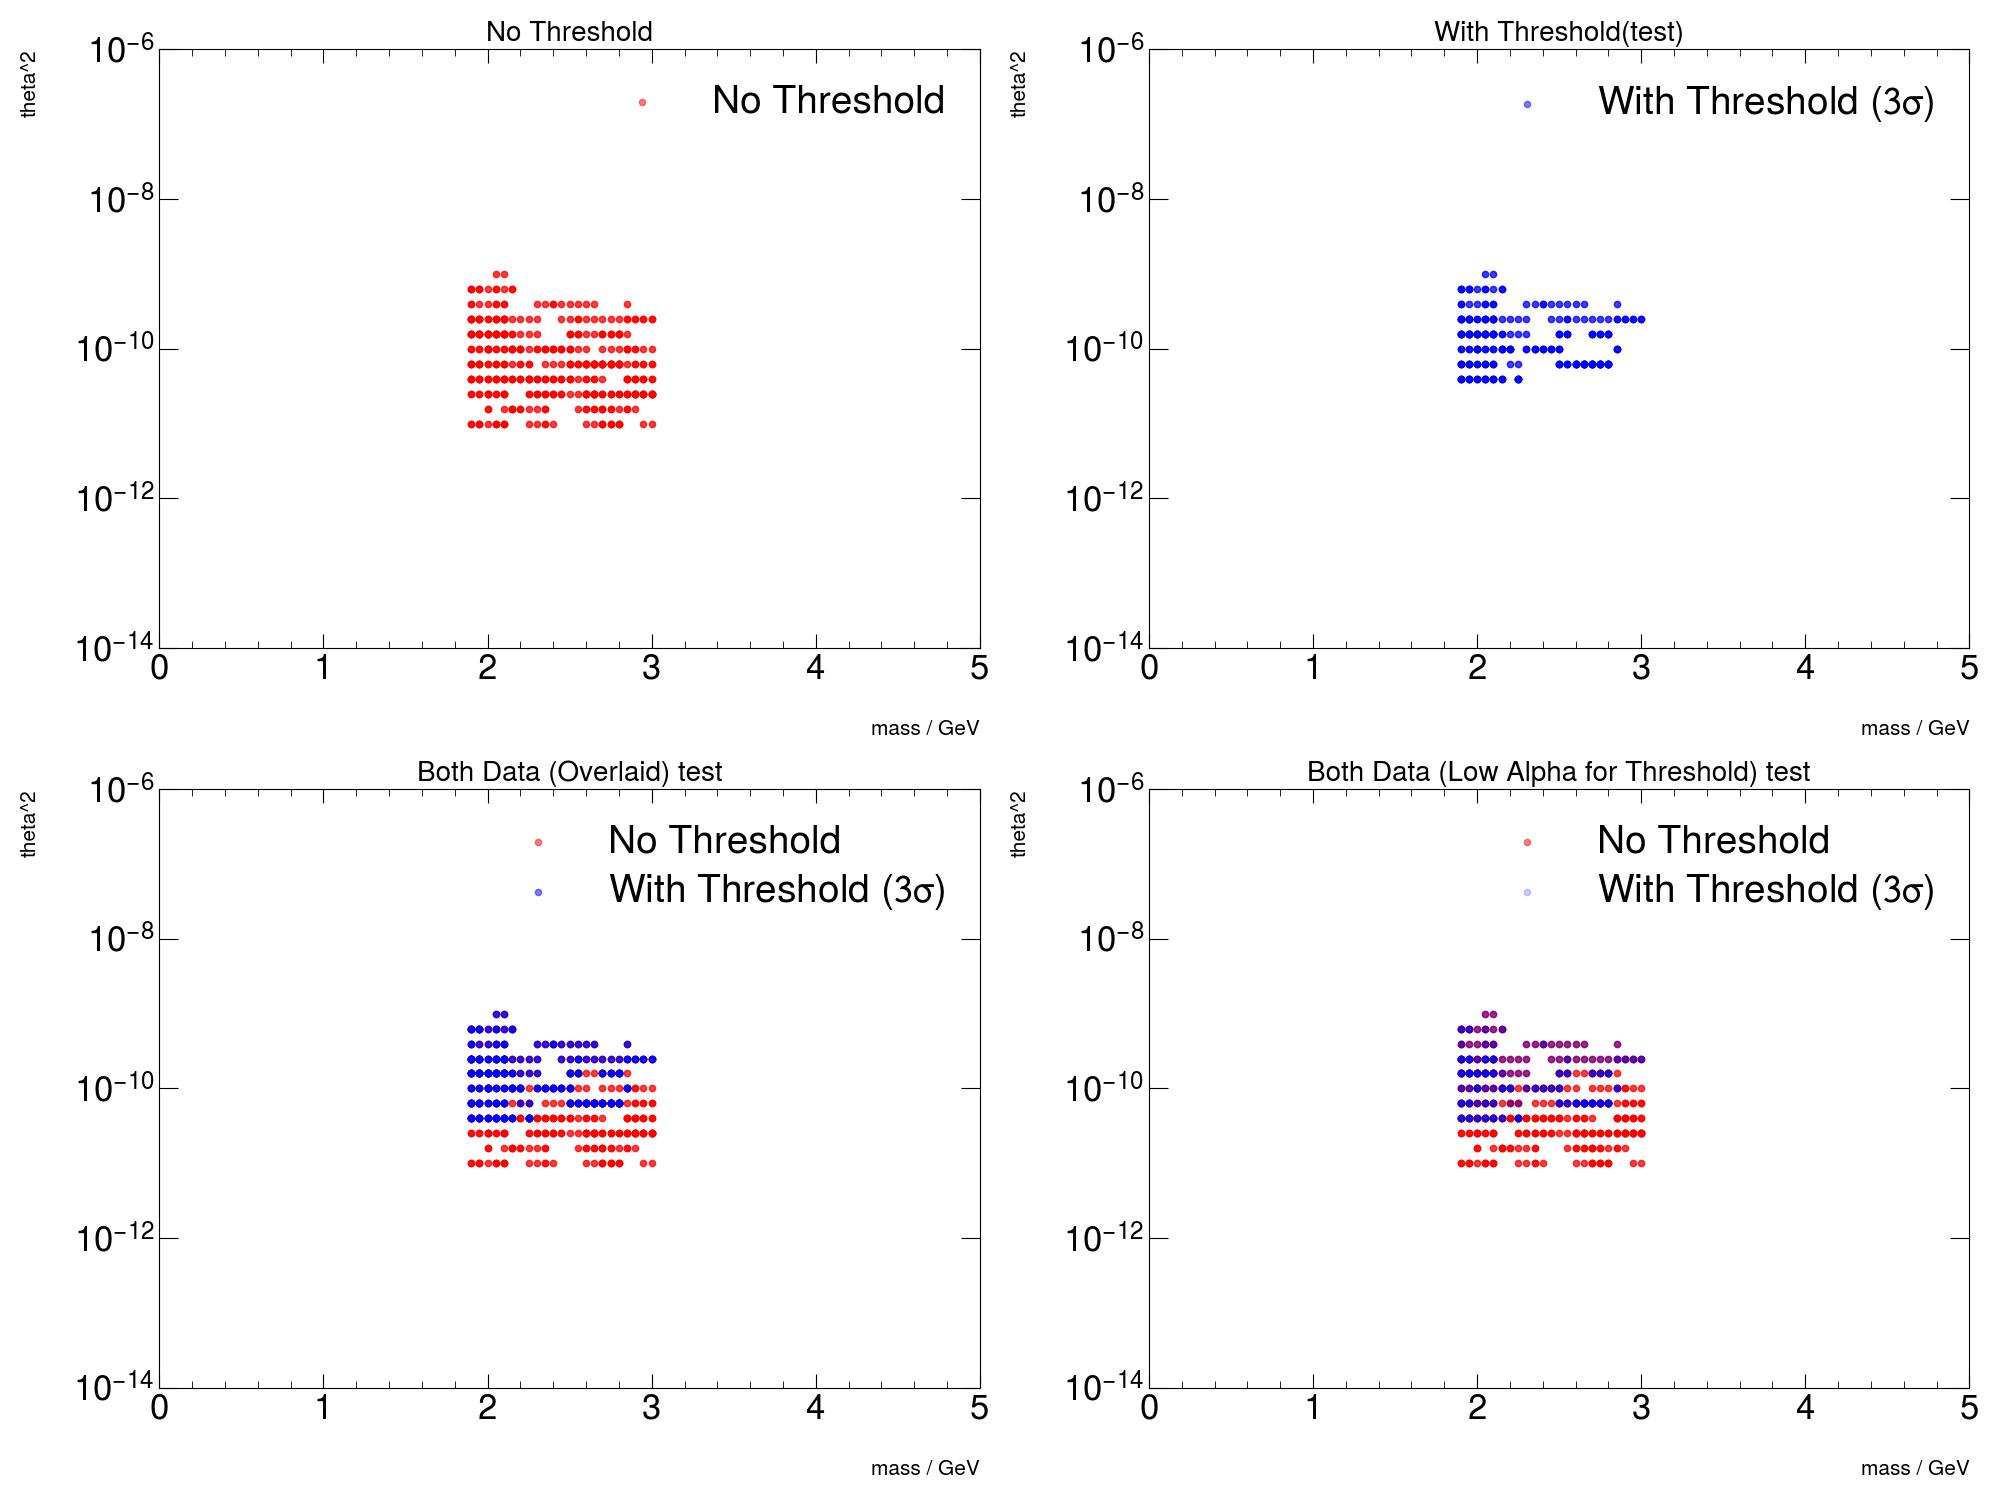 No Threshold
With Threshold(test)
theta^2
10⁻⁶
No Threshold
10⁻⁸
10⁻¹⁰
10⁻¹²
10⁻¹⁴
0 1 2 3 4 5
mass / GeV
theta^2
10⁻⁶
With Threshold (3σ)
10⁻⁸
10⁻¹⁰
10⁻¹²
10⁻¹⁴
0 1 2 3 4 5
mass / GeV
Both Data (Overlaid) test
Both Data (Low Alpha for Threshold) test
theta^2
10⁻⁶
No Threshold
With Threshold (3σ)
10⁻⁸
10⁻¹⁰
10⁻¹²
10⁻¹⁴
0 1 2 3 4 5
mass / GeV
theta^2
10⁻⁶
No Threshold
With Threshold (3σ)
10⁻⁸
10⁻¹⁰
10⁻¹²
10⁻¹⁴
0 1 2 3 4 5
mass / GeV